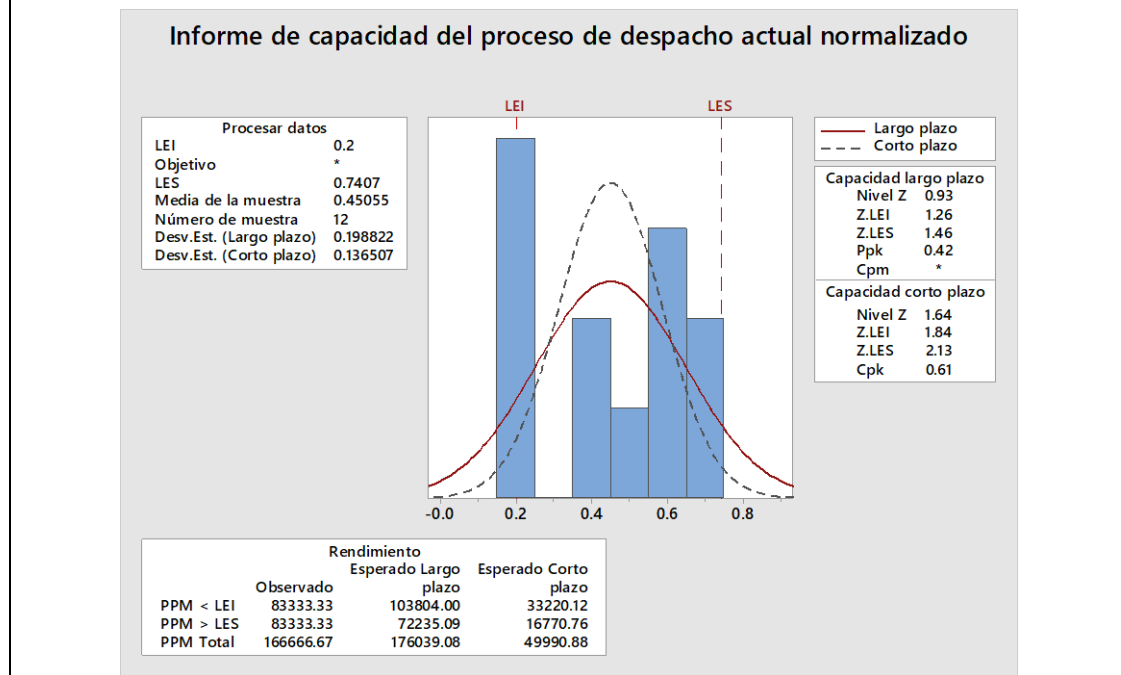 Informe de capacidad del proceso de despacho actual normalizado
LEI LES
Procesar datos
LEI 0.2
Objetivo *
LES 0.7407
Media de la muestra 0.45055
Número de muestra 12
Desv.Est. (Largo plazo) 0.198822
Desv.Est. (Corto plazo) 0.136507
Largo plazo
Corto plazo
Capacidad largo plazo
Nivel Z 0.93
Z.LEI 1.26
Z.LES 1.46
Ppk 0.42
Cpm *
Capacidad corto plazo
Nivel Z 1.64
Z.LEI 1.84
Z.LES 2.13
Cpk 0.61
-0.0 0.2 0.4 0.6 0.8
Rendimiento
Esperado Largo Esperado Corto
Observado plazo plazo
PPM < LEI 83333.33 103804.00 33220.12
PPM > LES 83333.33 72235.09 16770.76
PPM Total 166666.67 176039.08 49990.88